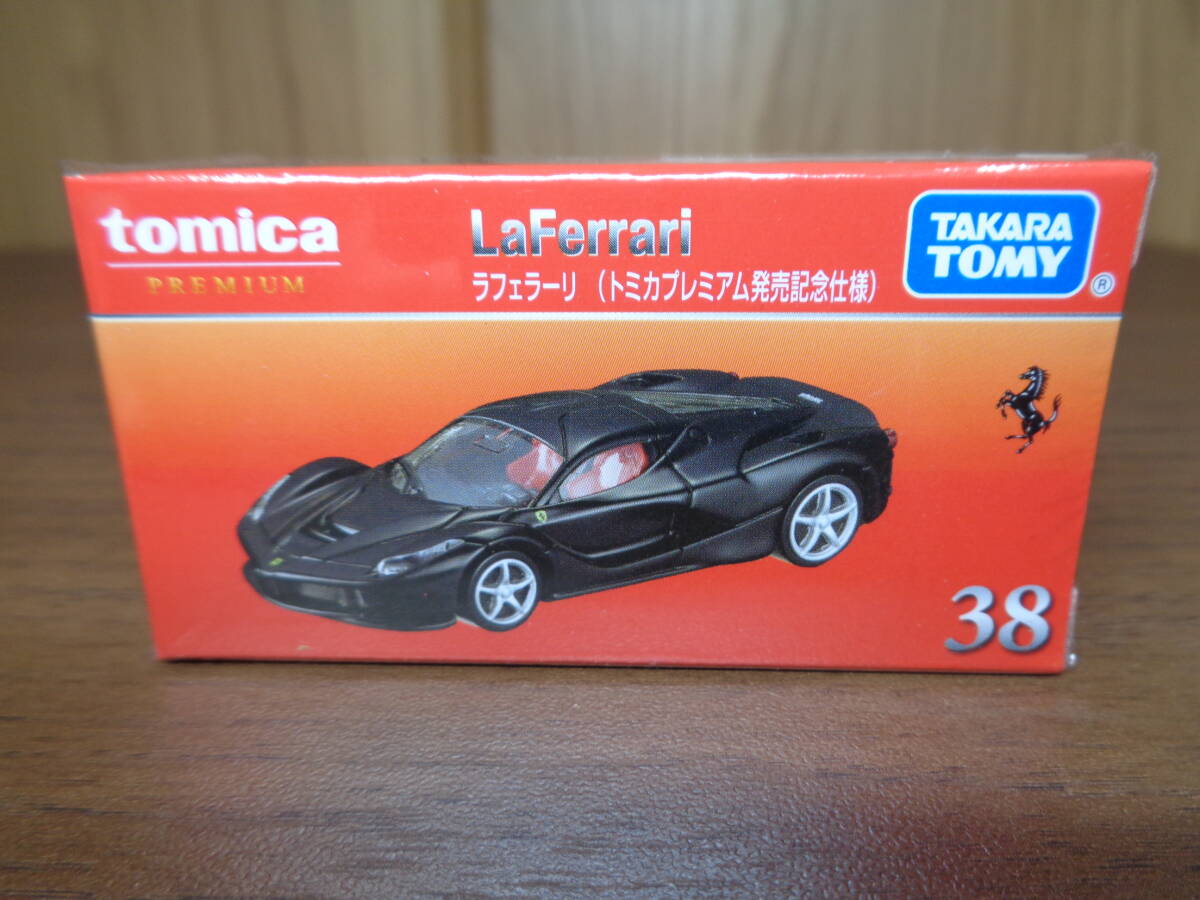 tomica
PREMIUM
LaFerrari
ラフェラーリ (トミカプレミアム発売記念仕様)
TAKARA
TOMY
®
38